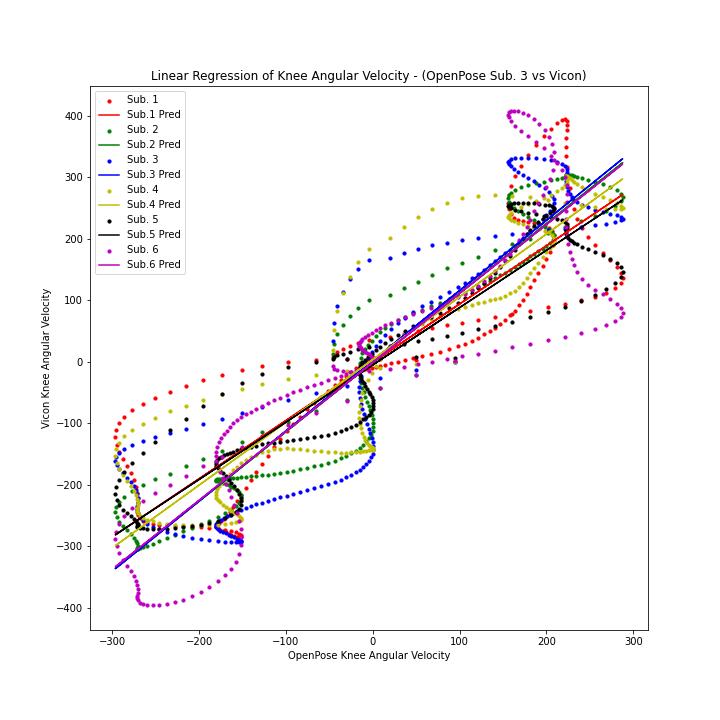 Linear Regression of Knee Angular Velocity - (OpenPose Sub. 3 vs Vicon)
Sub. 1
Sub.1 Pred
Sub. 2
Sub.2 Pred
Sub. 3
Sub.3 Pred
Sub. 4
Sub.4 Pred
Sub. 5
Sub.5 Pred
Sub. 6
Sub.6 Pred
400
300
200
100
0
−100
−200
−300
−400
Vicon Knee Angular Velocity
−300 −200 −100 0 100 200 300
OpenPose Knee Angular Velocity